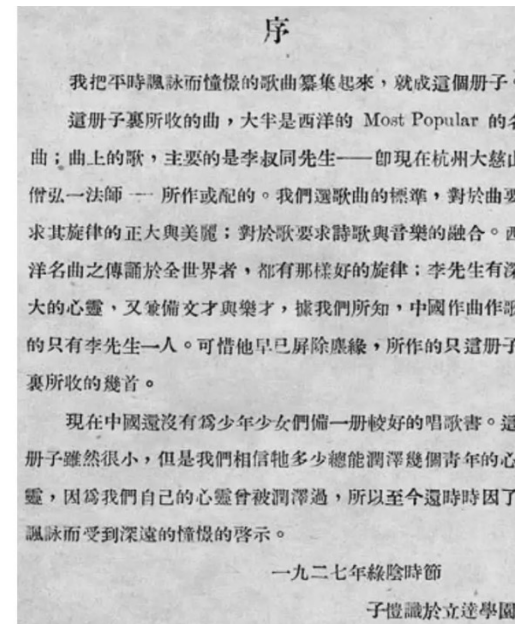 序
我把平時諷詠而憧憬的歌曲纂集起來，就成這個册子。
這册子裏所收的曲，大半是西洋的 Most Popular 的名
曲；曲上的歌，主要的是李叔同先生——卽現在杭州大慈山
僧弘一法師——所作或配的。我們選歌曲的標準，對於曲要
求其旋律的正大與美麗；對於歌要求詩歌與音樂的融合。西
洋名曲之傳誦於全世界者，都有那樣好的旋律；李先生有深
大的心靈，又兼備文才與樂才，據我們所知，中國作曲作歌
的只有李先生一人。可惜他早已屏除塵緣，所作的只這册子
裏所收的幾首。
現在中國還沒有爲少年少女們備一册較好的唱歌書。這
册子雖然很小，但是我們相信牠多少總能潤澤幾個青年的心
靈，因爲我們自己的心靈曾被潤澤過，所以至今還時時因了
諷詠而受到深遠的憧憬的啓示。
一九二七年綠陰時節
子愷識於立達學園